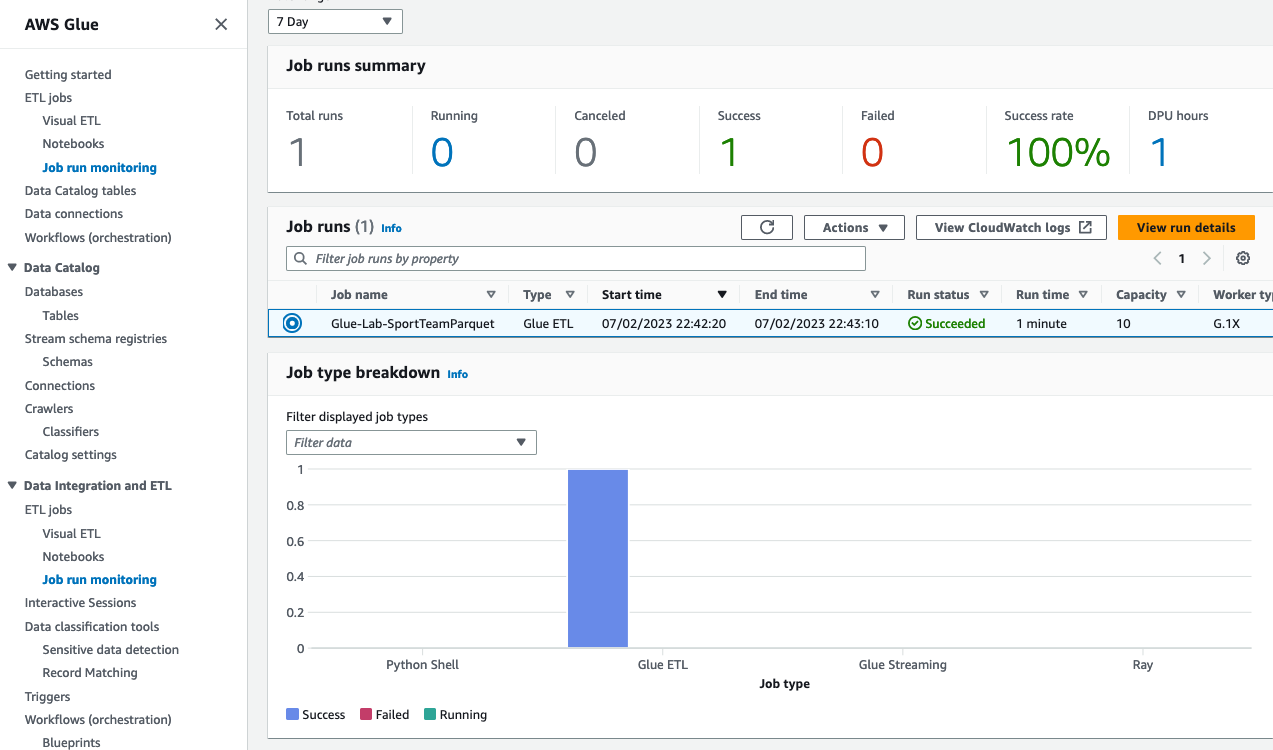 AWS Glue
Getting started
ETL jobs
Visual ETL
Notebooks
Job run monitoring
Data Catalog tables
Data connections
Workflows (orchestration)
Data Catalog
Databases
Tables
Stream schema registries
Schemas
Connections
Crawlers
Classifiers
Catalog settings
Data Integration and ETL
ETL jobs
Visual ETL
Notebooks
Job run monitoring
Interactive Sessions
Data classification tools
Sensitive data detection
Record Matching
Triggers
Workflows (orchestration)
Blueprints
7 Day
Job runs summary
Total runs Running Canceled Success Failed Success rate DPU hours
1 0 0 1 0 100% 1
Job runs (1) Info Actions View CloudWatch logs View run details
Filter job runs by property 1
Job name Type Start time End time Run status Run time Capacity Worker typ
Glue-Lab-SportTeamParquet Glue ETL 07/02/2023 22:42:20 07/02/2023 22:43:10 Succeeded 1 minute 10 G.1X
Job type breakdown Info
Filter displayed job types
Filter data
1
0.8
0.6
0.4
0.2
0
Python Shell Glue ETL Glue Streaming Ray
Job type
Success Failed Running